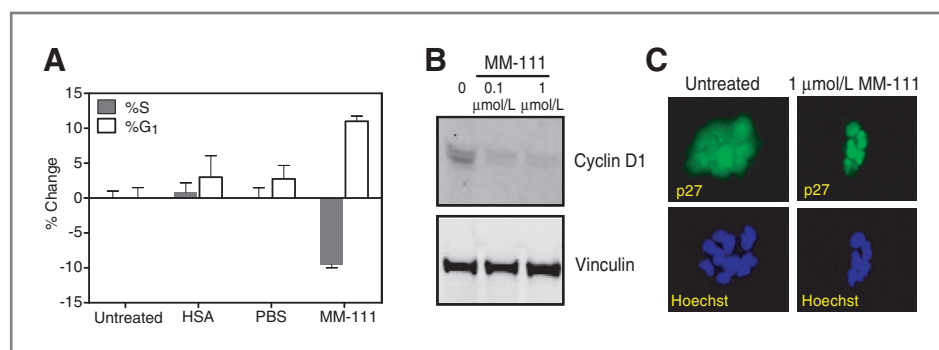 A
% Change
15
10
5
0
-5
-10
-15
%S
%G1
Untreated
HSA
PBS
MM-111
B
MM-111
0
0.1
1
µmol/L
µmol/L
Cyclin D1
Vinculin
C
Untreated
1 µmol/L MM-111
p27
p27
Hoechst
Hoechst